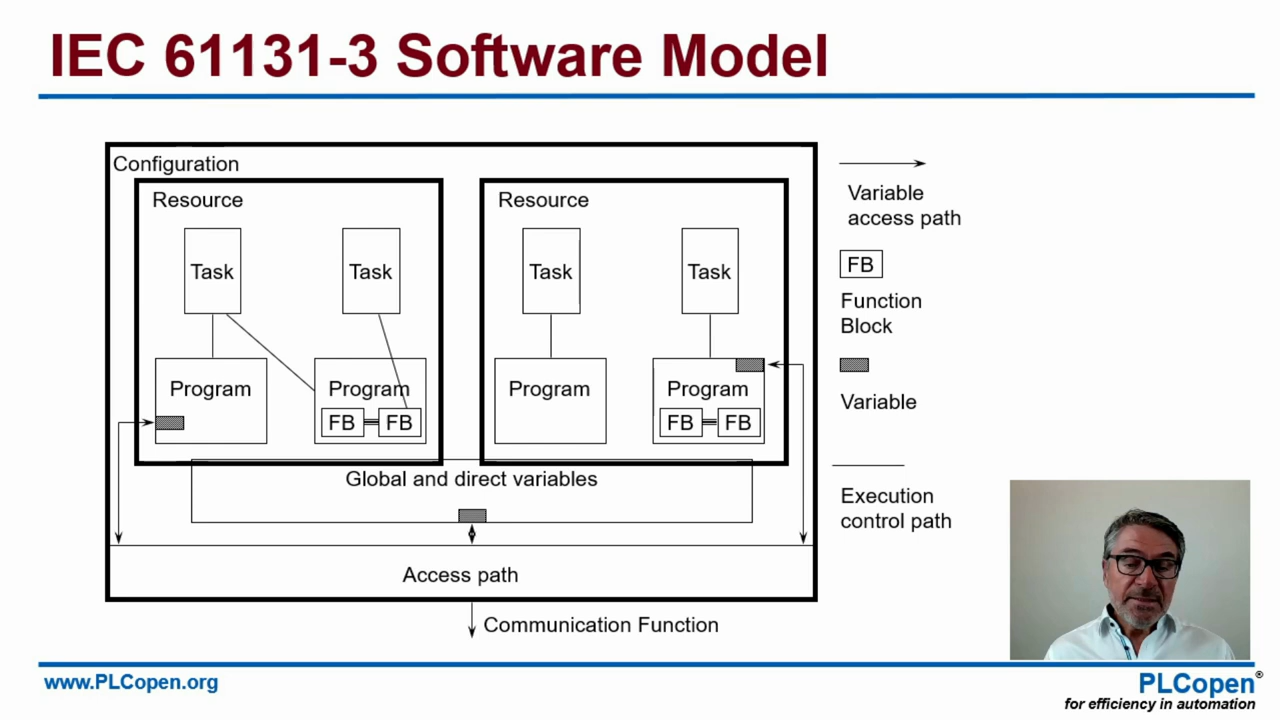 IEC 61131-3 Software Model
Configuration
Resource
Resource
Task
Task
Task
Task
Program
Program
Program
Program
FB
FB
FB
FB
Global and direct variables
Access path
Communication Function
Variable
access path
FB
Function
Block
Variable
Execution
control path
www.PLCopen.org
PLCopen®
for efficiency in automation